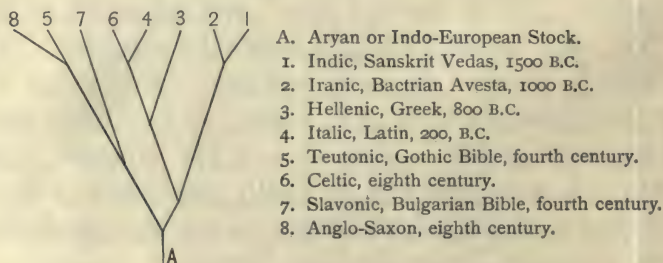 8 5 7 6 4 3 2 1
A. Aryan or Indo-European Stock.
1. Indic, Sanskrit Vedas, 1500 B.C.
2. Iranic, Bactrian Avesta, 1000 B.C.
3. Hellenic, Greek, 800 B.C.
4. Italic, Latin, 200, B.C.
5. Teutonic, Gothic Bible, fourth century.
6. Celtic, eighth century.
7. Slavonic, Bulgarian Bible, fourth century.
8. Anglo-Saxon, eighth century.
A